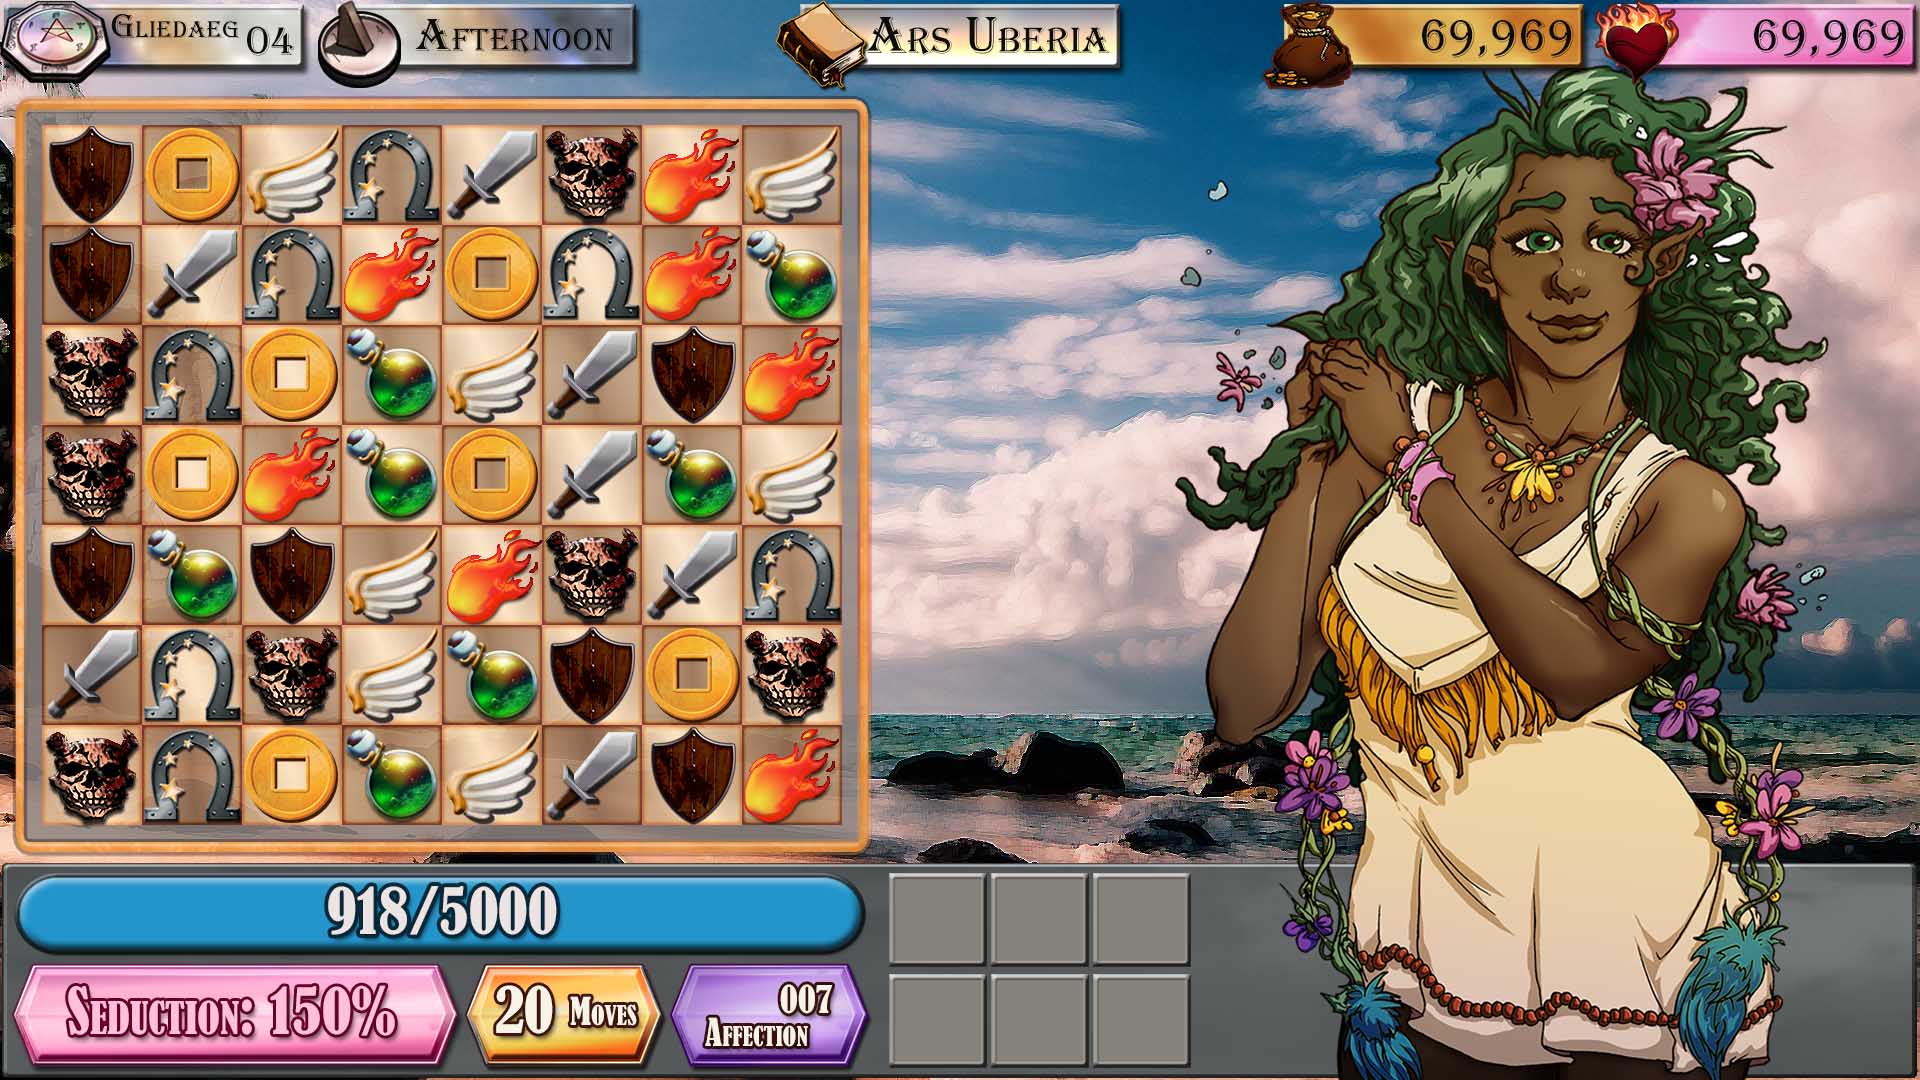 Gliedaeg 04
Afternoon
Ars Uberia
69,969
69,969
918/5000
Seduction: 150%
20 Moves
007
Affection